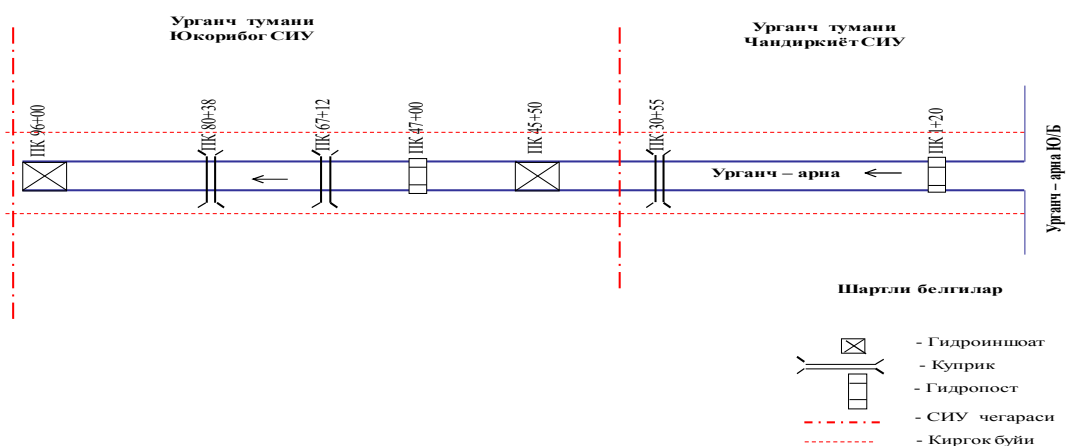 Урганч тумани
Юкорибог СИУ
Урганч тумани
Чандиркиёт СИУ
ПК 96+00
ПК 80+38
ПК 67+12
ПК 47+00
ПК 45+50
ПК 30+55
ПК 1+20
Урганч – арна
Урганч – арна Ю/Б
Шартли белгилар
- Гидроиншоат
- Куприк
- Гидропост
- СИУ чегараси
- Киргок буйи